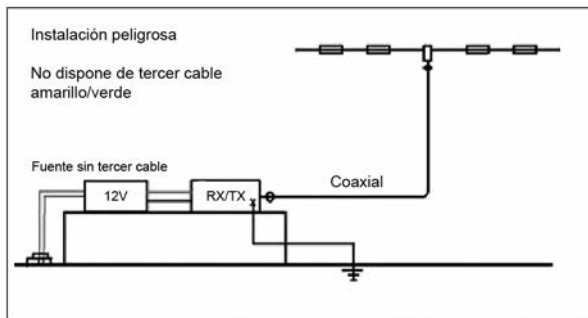 Instalación peligrosa
No dispone de tercer cable
amarillo/verde
Fuente sin tercer cable
12V
RX/TX
Coaxial